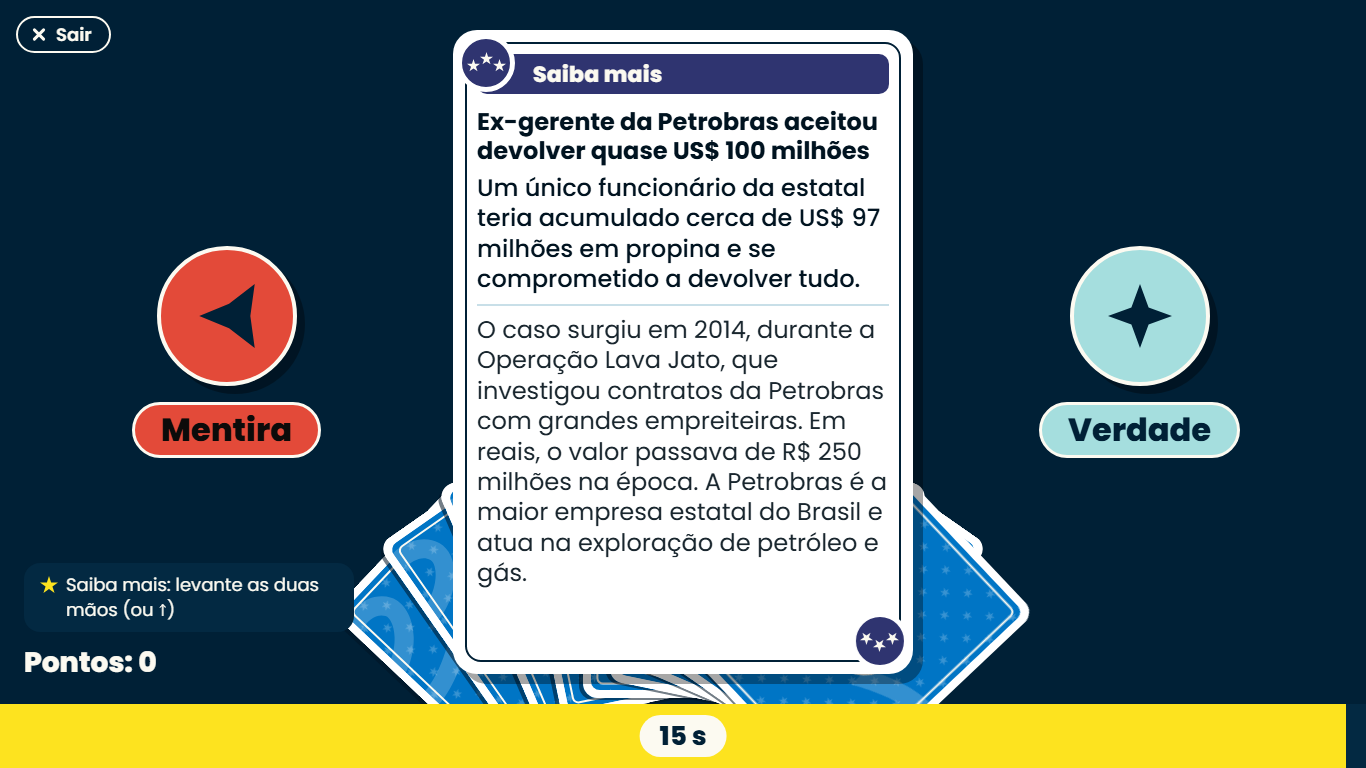 Sair
Saiba mais
Ex-gerente da Petrobras aceitou
devolver quase US$ 100 milhões
Um único funcionário da estatal
teria acumulado cerca de US$ 97
milhões em propina e se
comprometido a devolver tudo.
O caso surgiu em 2014, durante a
Operação Lava Jato, que
investigou contratos da Petrobras
com grandes empreiteiras. Em
reais, o valor passava de R$ 250
milhões na época. A Petrobras é a
maior empresa estatal do Brasil e
atua na exploração de petróleo e
gás.
Mentira
Verdade
Saiba mais: levante as duas
mãos (ou ↑)
Pontos: 0
15 s